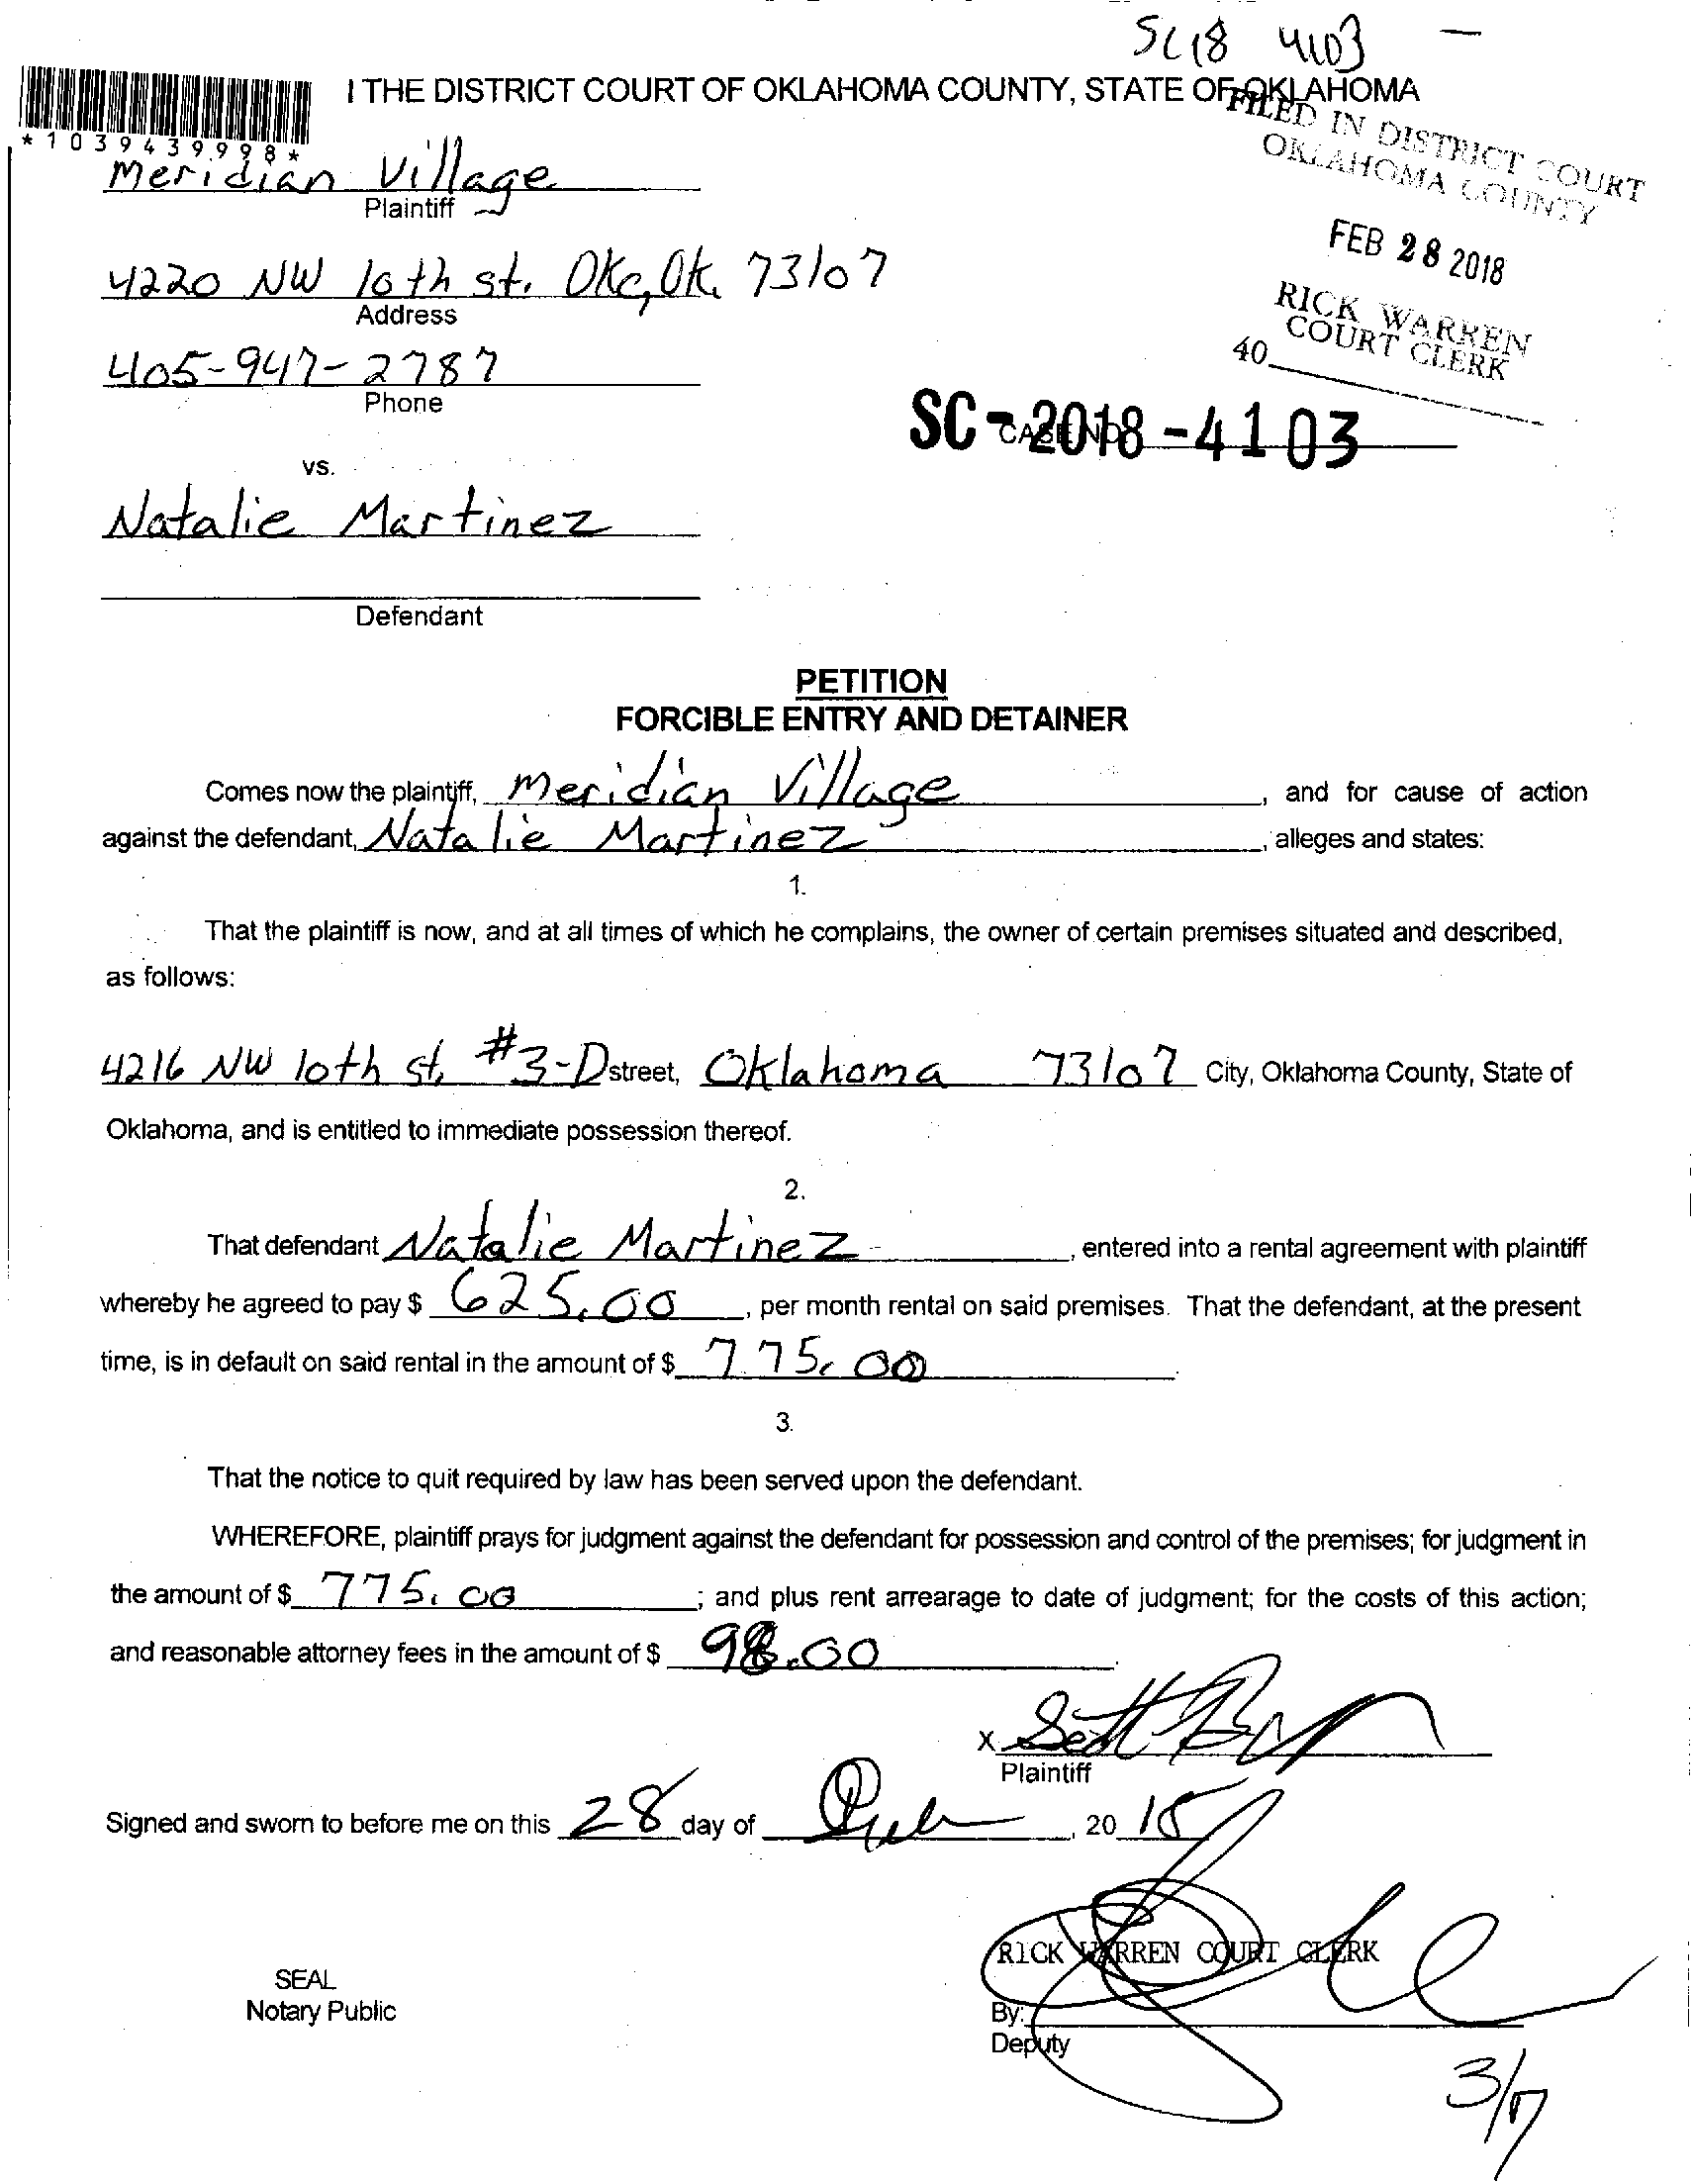 SC18 4103 -
I THE DISTRICT COURT OF OKLAHOMA COUNTY, STATE OF OKLAHOMA
*1039439998*
FILED IN DISTRICT COURT
OKLAHOMA COUNTY
Meridian Village
Plaintiff
FEB 28 2018
4220 NW 10th st. Okc, Ok. 73107
Address
RICK WARREN
COURT CLERK
40
405-947-2787
Phone
SC-2018-4103
CASE NO.
vs.
Natalie Martinez
Defendant
PETITION
FORCIBLE ENTRY AND DETAINER
Comes now the plaintiff, Meridian Village, and for cause of action
against the defendant, Natalie Martinez, alleges and states:
1.
That the plaintiff is now, and at all times of which he complains, the owner of certain premises situated and described,
as follows:
4216 NW 10th st. #3-D street, Oklahoma 73107 City, Oklahoma County, State of
Oklahoma, and is entitled to immediate possession thereof.
2.
That defendant Natalie Martinez, entered into a rental agreement with plaintiff
whereby he agreed to pay $ 625.00, per month rental on said premises. That the defendant, at the present
time, is in default on said rental in the amount of $ 775.00.
3.
That the notice to quit required by law has been served upon the defendant.
WHEREFORE, plaintiff prays for judgment against the defendant for possession and control of the premises; for judgment in
the amount of $ 775.00; and plus rent arrearage to date of judgment; for the costs of this action;
and reasonable attorney fees in the amount of $ 98.00.
X
Plaintiff
Signed and sworn to before me on this 28 day of, 20 18
RICK WARREN COURT CLERK
SEAL
Notary Public
By:
Deputy